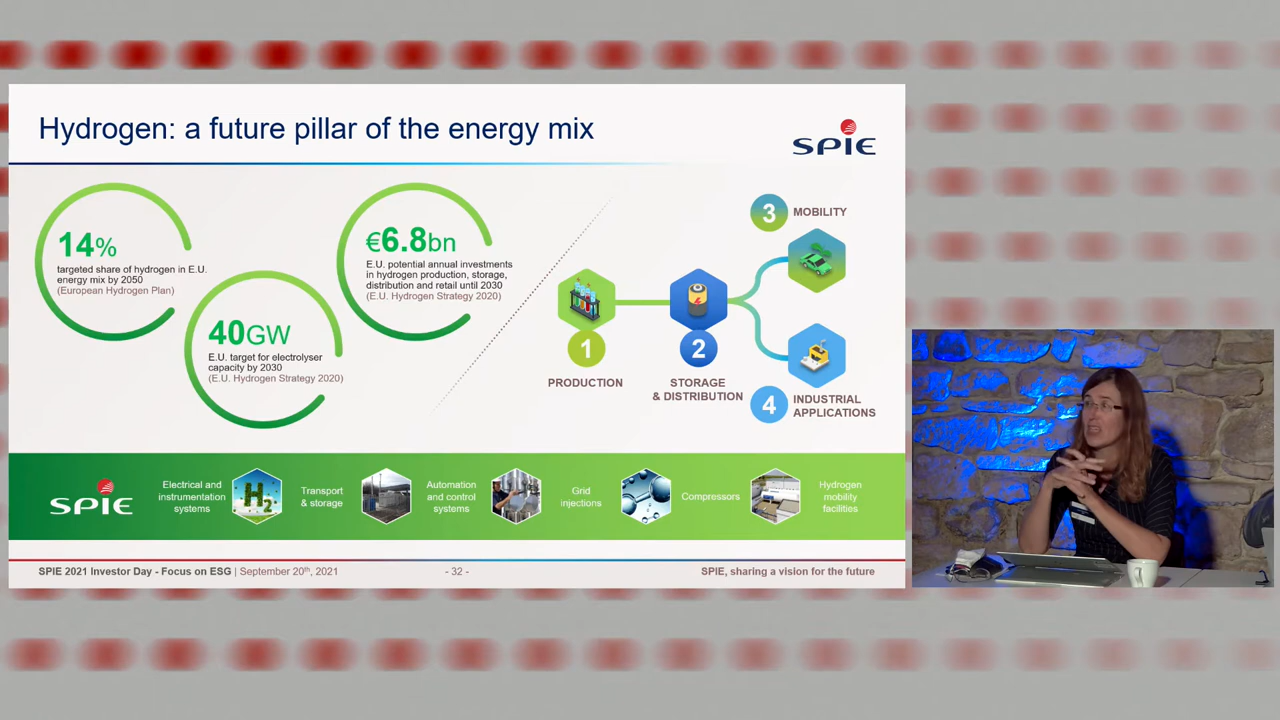 Hydrogen: a future pillar of the energy mix
SPIE
14%
targeted share of hydrogen in E.U.
energy mix by 2050
(European Hydrogen Plan)
40GW
E.U. target for electrolyser
capacity by 2030
(E.U. Hydrogen Strategy 2020)
€6.8bn
E.U. potential annual investments
in hydrogen production, storage,
distribution and retail until 2030
(E.U. Hydrogen Strategy 2020)
1
PRODUCTION
2
STORAGE
& DISTRIBUTION
3
MOBILITY
4
INDUSTRIAL
APPLICATIONS
SPIE
Electrical and
instrumentation
systems
H2
Transport
& storage
Automation
and control
systems
Grid
injections
Compressors
Hydrogen
mobility
facilities
SPIE 2021 Investor Day - Focus on ESG | September 20th, 2021
- 32 -
SPIE, sharing a vision for the future